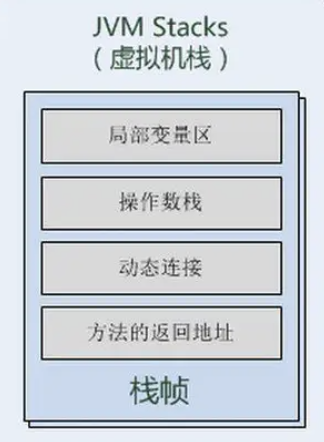 JVM Stacks
（虚拟机栈）
局部变量区
操作数栈
动态连接
方法的返回地址
栈帧